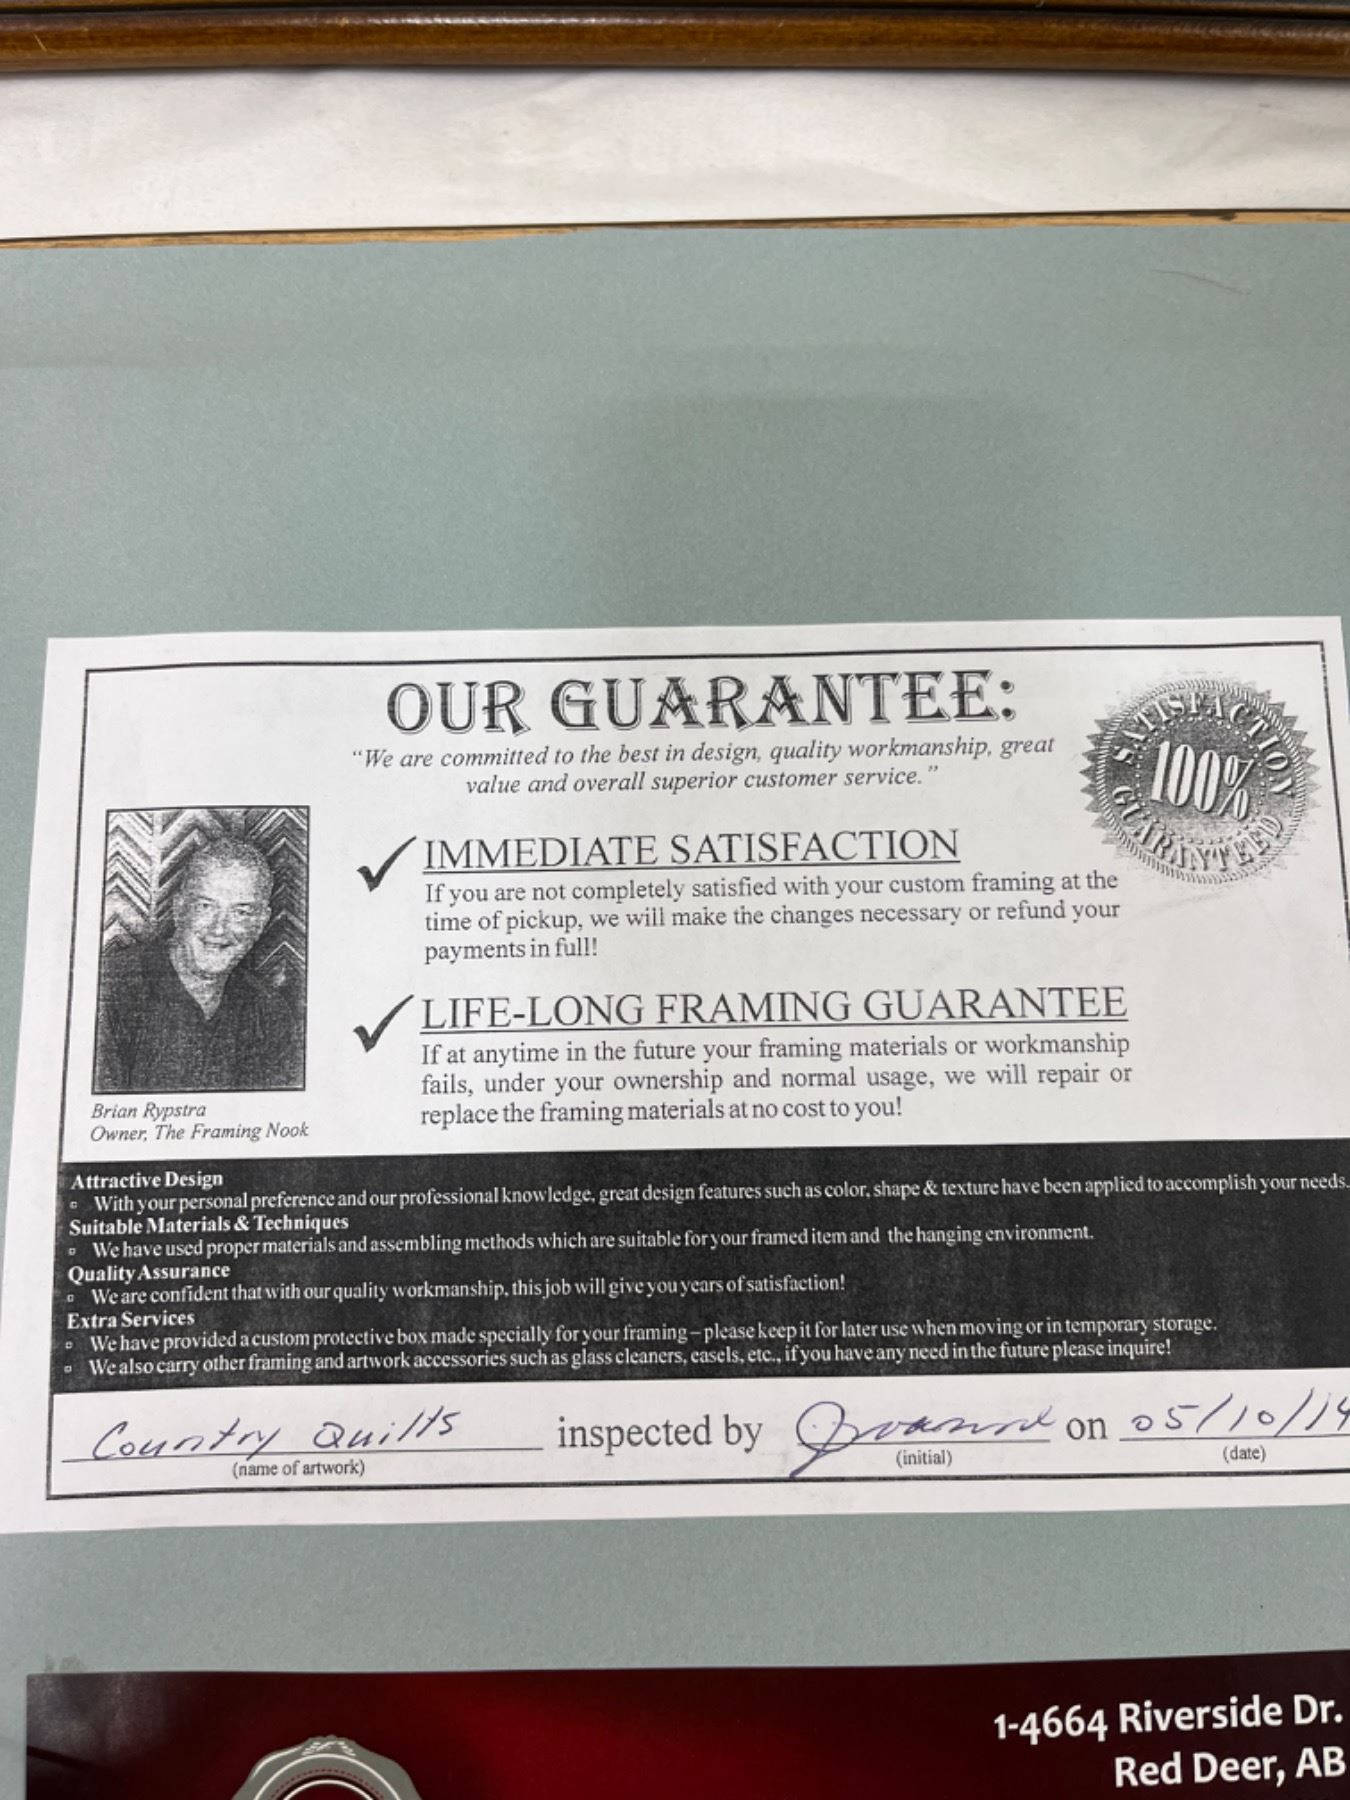 OUR GUARANTEE:
“We are committed to the best in design, quality workmanship, great
value and overall superior customer service.”
SATISFACTION
100%
GUARANTEED
IMMEDIATE SATISFACTION
If you are not completely satisfied with your custom framing at the
time of pickup, we will make the changes necessary or refund your
payments in full!
LIFE-LONG FRAMING GUARANTEE
If at anytime in the future your framing materials or workmanship
fails, under your ownership and normal usage, we will repair or
replace the framing materials at no cost to you!
Brian Rypstra
Owner, The Framing Nook
Attractive Design
▫ With your personal preference and our professional knowledge, great design features such as color, shape & texture have been applied to accomplish your needs.
Suitable Materials & Techniques
▫ We have used proper materials and assembling methods which are suitable for your framed item and the hanging environment.
Quality Assurance
▫ We are confident that with our quality workmanship, this job will give you years of satisfaction!
Extra Services
▫ We have provided a custom protective box made specially for your framing – please keep it for later use when moving or in temporary storage.
▫ We also carry other framing and artwork accessories such as glass cleaners, easels, etc., if you have any need in the future please inquire!
Country Quilts inspected by on 05/10/14
(name of artwork) (initial) (date)
1-4664 Riverside Dr.
Red Deer, AB